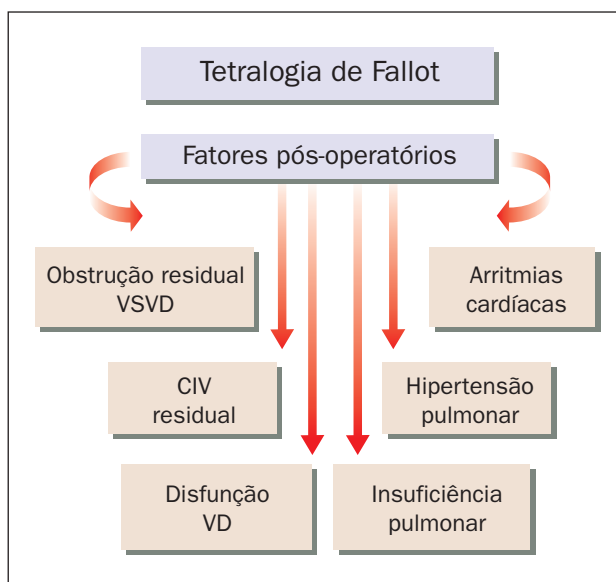 Tetralogia de Fallot
Fatores pós-operatórios
Obstrução residual
VSVD
Arritmias
cardíacas
CIV
residual
Hipertensão
pulmonar
Disfunção
VD
Insuficiência
pulmonar